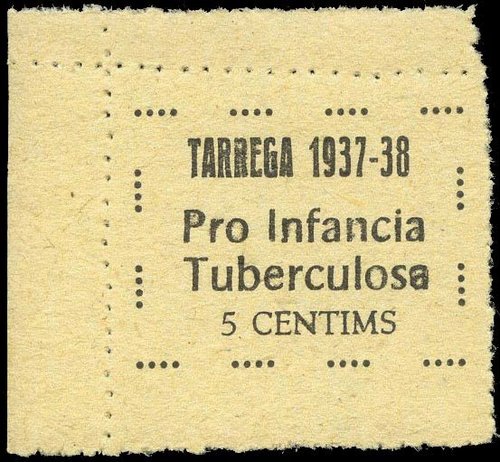 TARREGA 1937-38
Pro Infancia
Tuberculosa
5 CENTIMS